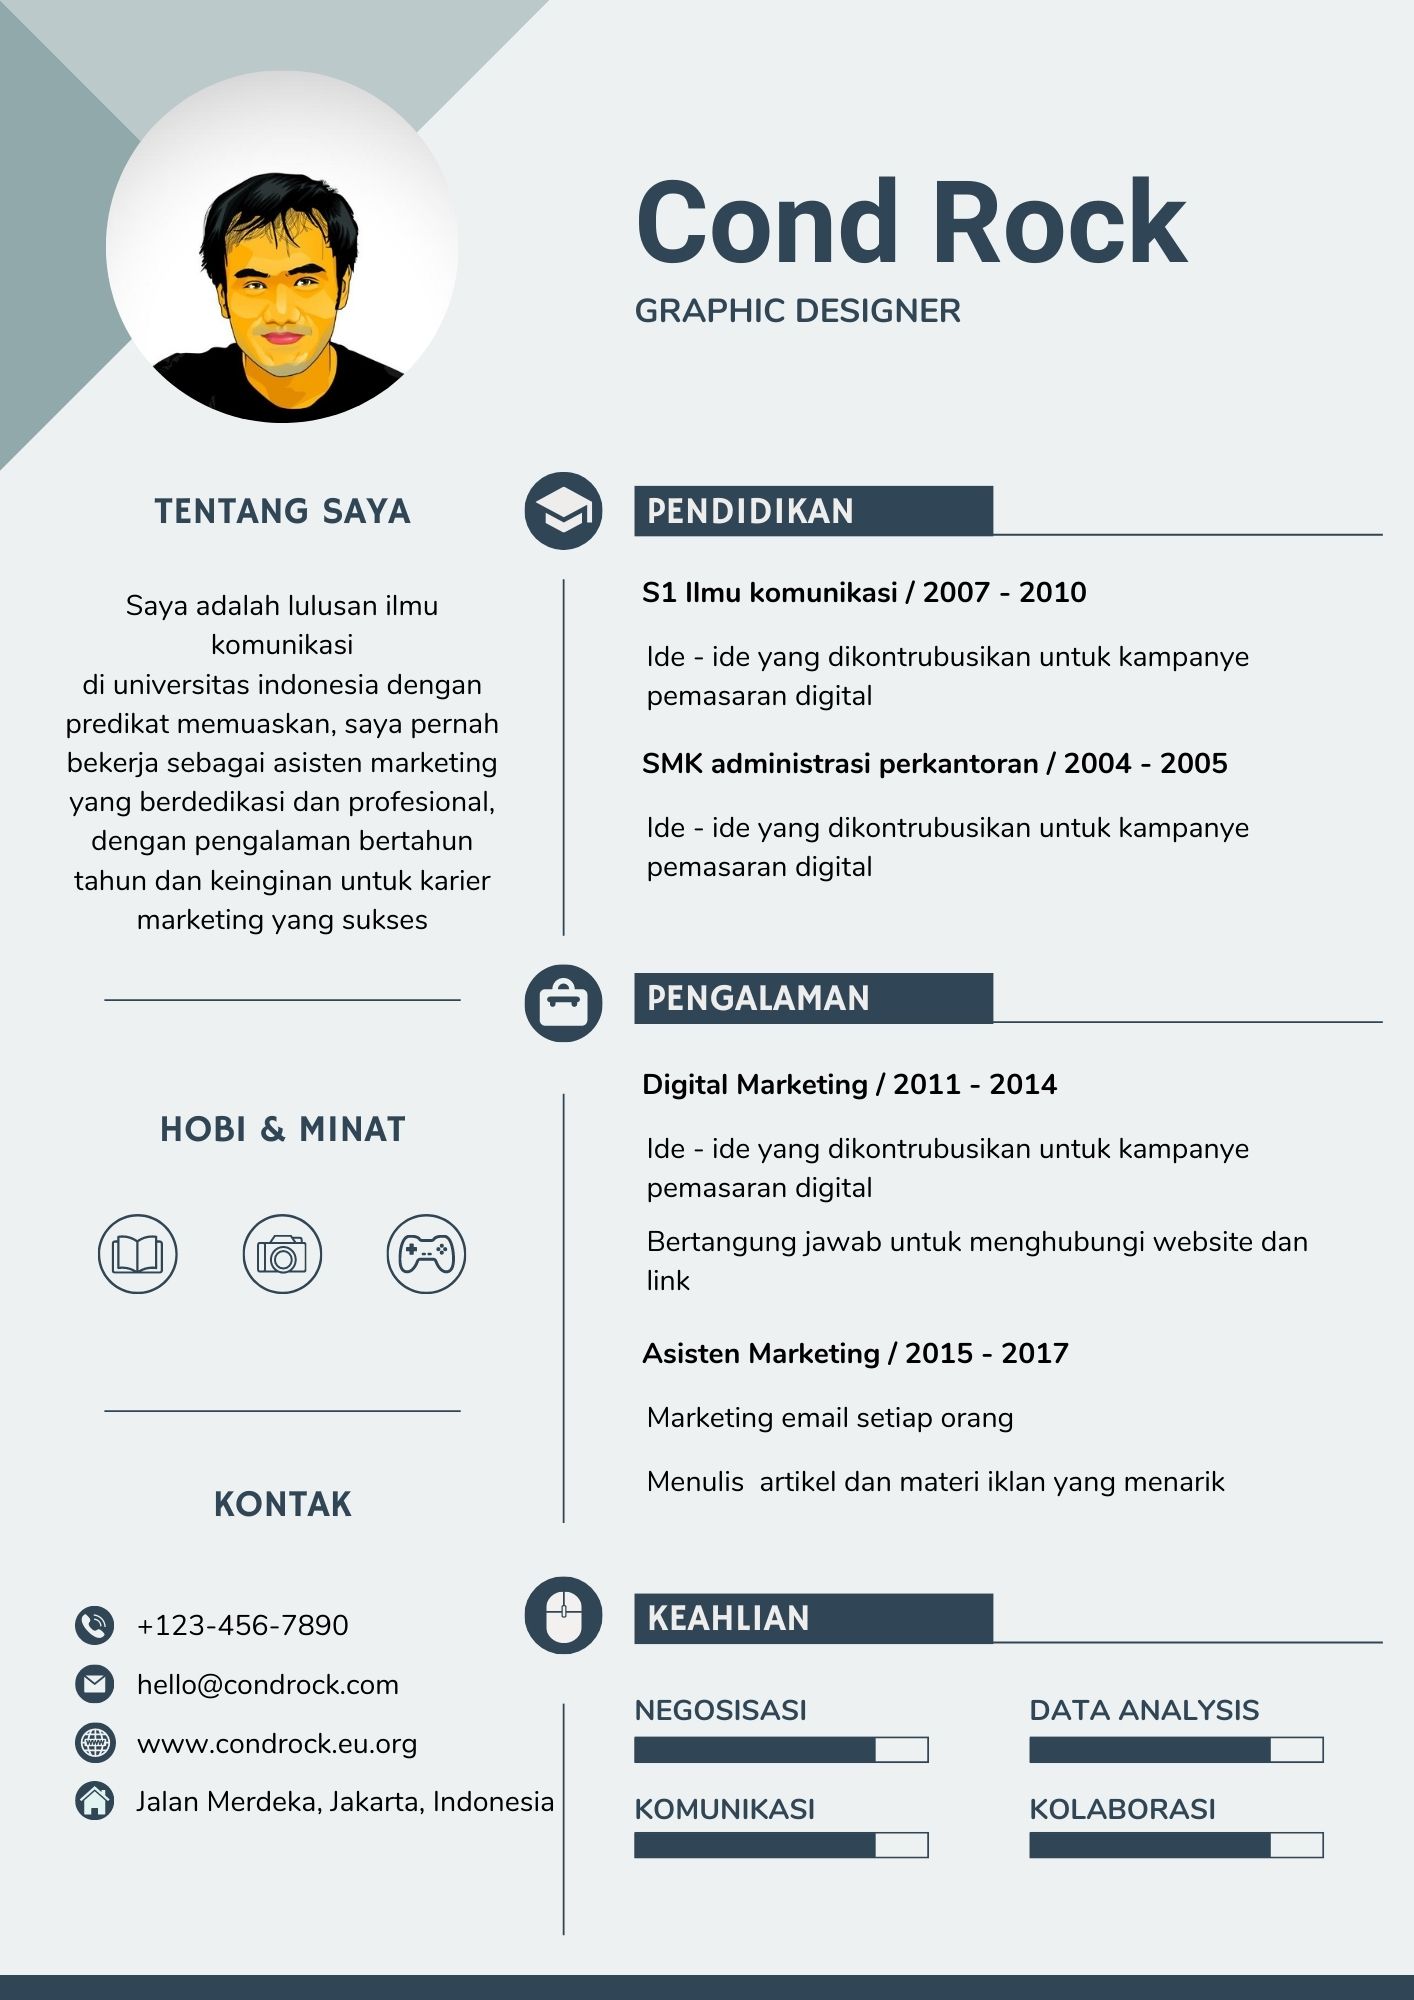 Cond Rock
GRAPHIC DESIGNER
TENTANG SAYA
Saya adalah lulusan ilmu
komunikasi
di universitas indonesia dengan
predikat memuaskan, saya pernah
bekerja sebagai asisten marketing
yang berdedikasi dan profesional,
dengan pengalaman bertahun
tahun dan keinginan untuk karier
marketing yang sukses
HOBI & MINAT
KONTAK
+123-456-7890
hello@condrock.com
www.condrock.eu.org
Jalan Merdeka, Jakarta, Indonesia
PENDIDIKAN
S1 Ilmu komunikasi / 2007 - 2010
Ide - ide yang dikontrubusikan untuk kampanye
pemasaran digital
SMK administrasi perkantoran / 2004 - 2005
Ide - ide yang dikontrubusikan untuk kampanye
pemasaran digital
PENGALAMAN
Digital Marketing / 2011 - 2014
Ide - ide yang dikontrubusikan untuk kampanye
pemasaran digital
Bertangung jawab untuk menghubungi website dan
link
Asisten Marketing / 2015 - 2017
Marketing email setiap orang
Menulis  artikel dan materi iklan yang menarik
KEAHLIAN
NEGOSISASI
DATA ANALYSIS
KOMUNIKASI
KOLABORASI